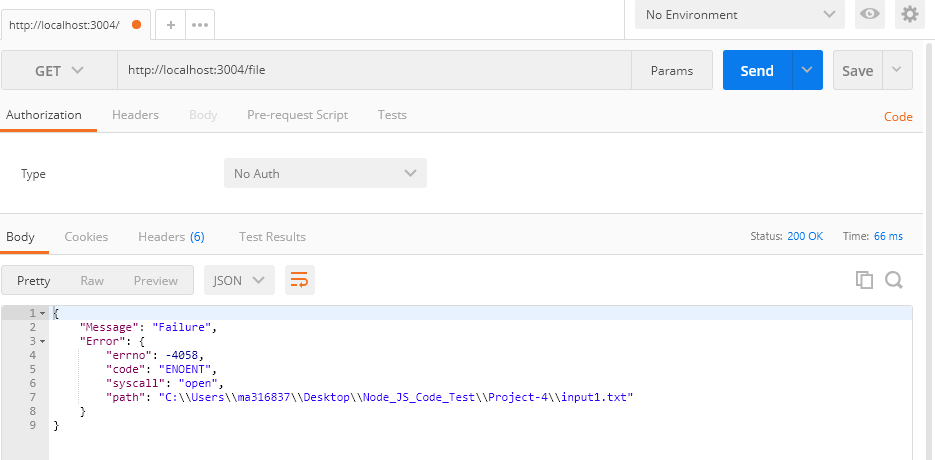 http://localhost:3004/
+
•••
No Environment
GET
http://localhost:3004/file
Params
Send
Save
Authorization
Headers
Body
Pre-request Script
Tests
Code
Type
No Auth
Body
Cookies
Headers (6)
Test Results
Status: 200 OK
Time: 66 ms
Pretty
Raw
Preview
JSON
1 {
2 "Message": "Failure",
3 "Error": {
4 "errno": -4058,
5 "code": "ENOENT",
6 "syscall": "open",
7 "path": "C:\\Users\\ma316837\\Desktop\\Node_JS_Code_Test\\Project-4\\input1.txt"
8 }
9 }